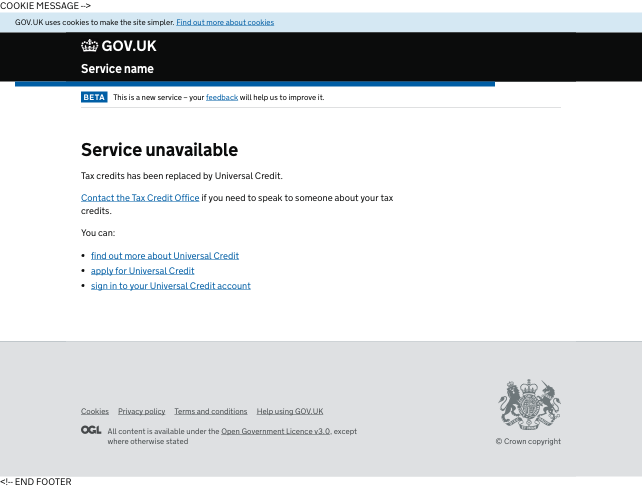 COOKIE MESSAGE -->
GOV.UK uses cookies to make the site simpler. Find out more about cookies
GOV.UK
Service name
BETA This is a new service – your feedback will help us to improve it.
Service unavailable
Tax credits has been replaced by Universal Credit.
Contact the Tax Credit Office if you need to speak to someone about your tax
credits.
You can:
• find out more about Universal Credit
• apply for Universal Credit
• sign in to your Universal Credit account
Cookies Privacy policy Terms and conditions Help using GOV.UK
OGL All content is available under the Open Government Licence v3.0, except
where otherwise stated
© Crown copyright
<!-- END FOOTER